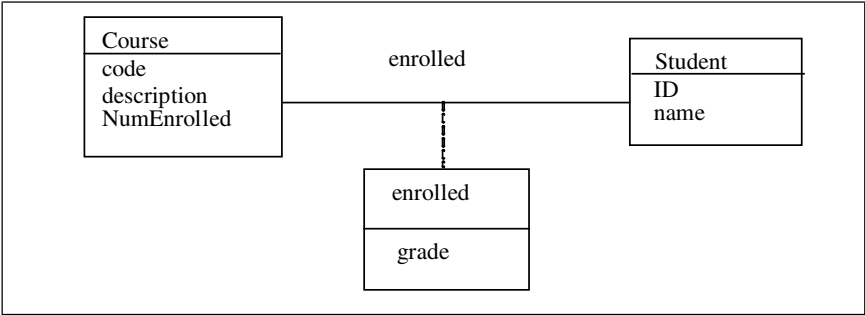 Course
code
description
NumEnrolled
enrolled
Student
ID
name
enrolled
grade